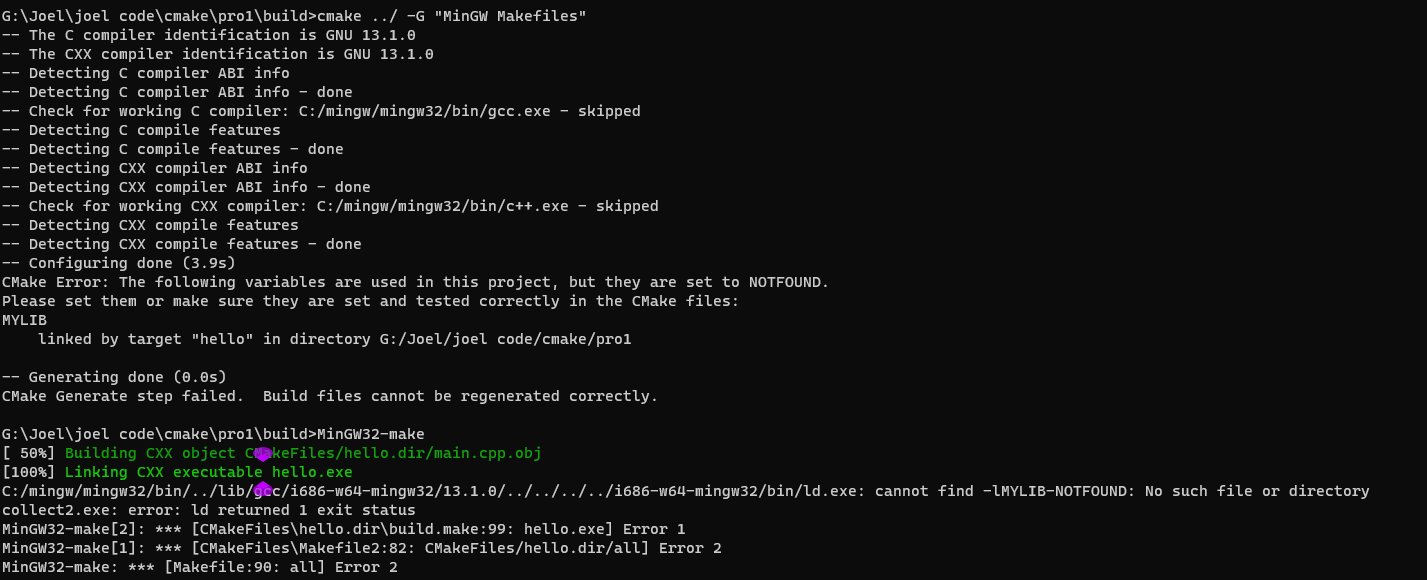 G:\Joel\joel code\cmake\pro1\build>cmake ../ -G "MinGW Makefiles"
-- The C compiler identification is GNU 13.1.0
-- The CXX compiler identification is GNU 13.1.0
-- Detecting C compiler ABI info
-- Detecting C compiler ABI info - done
-- Check for working C compiler: C:/mingw/mingw32/bin/gcc.exe - skipped
-- Detecting C compile features
-- Detecting C compile features - done
-- Detecting CXX compiler ABI info
-- Detecting CXX compiler ABI info - done
-- Check for working CXX compiler: C:/mingw/mingw32/bin/c++.exe - skipped
-- Detecting CXX compile features
-- Detecting CXX compile features - done
-- Configuring done (3.9s)
CMake Error: The following variables are used in this project, but they are set to NOTFOUND.
Please set them or make sure they are set and tested correctly in the CMake files:
MYLIB
    linked by target "hello" in directory G:/Joel/joel code/cmake/pro1

-- Generating done (0.0s)
CMake Generate step failed.  Build files cannot be regenerated correctly.

G:\Joel\joel code\cmake\pro1\build>MinGW32-make
[ 50%] Building CXX object CMakeFiles/hello.dir/main.cpp.obj
[100%] Linking CXX executable hello.exe
C:/mingw/mingw32/bin/../lib/gcc/i686-w64-mingw32/13.1.0/../../../../i686-w64-mingw32/bin/ld.exe: cannot find -lMYLIB-NOTFOUND: No such file or directory
collect2.exe: error: ld returned 1 exit status
MinGW32-make[2]: *** [CMakeFiles\hello.dir\build.make:99: hello.exe] Error 1
MinGW32-make[1]: *** [CMakeFiles\Makefile2:82: CMakeFiles/hello.dir/all] Error 2
MinGW32-make: *** [Makefile:90: all] Error 2